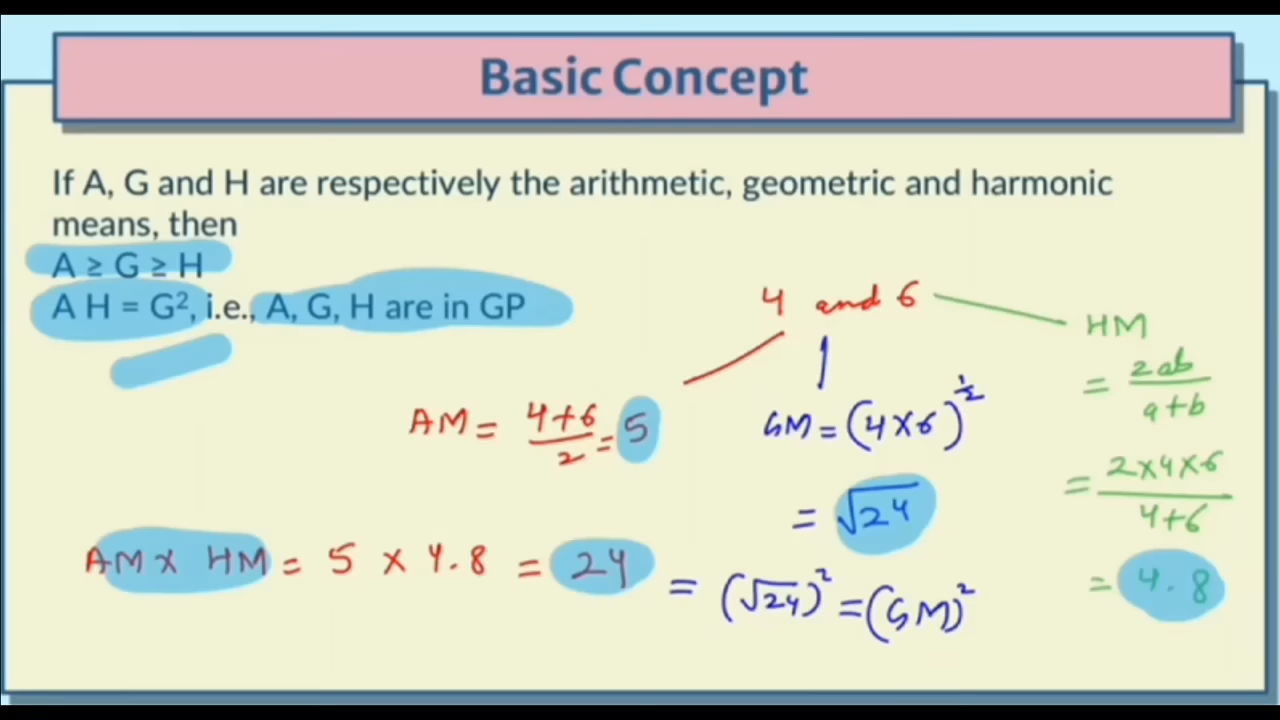 Basic Concept
If A, G and H are respectively the arithmetic, geometric and harmonic
means, then
A ≥ G ≥ H
A H = G², i.e., A, G, H are in GP
4 and 6
HM
= 2ab / a+b
AM = 4+6 / 2 = 5
GM = (4×6)^1/2
= 2×4×6 / 4+6
= √24
AM × HM = 5 × 4.8 = 24 = (√24)² = (GM)²
= 4.8